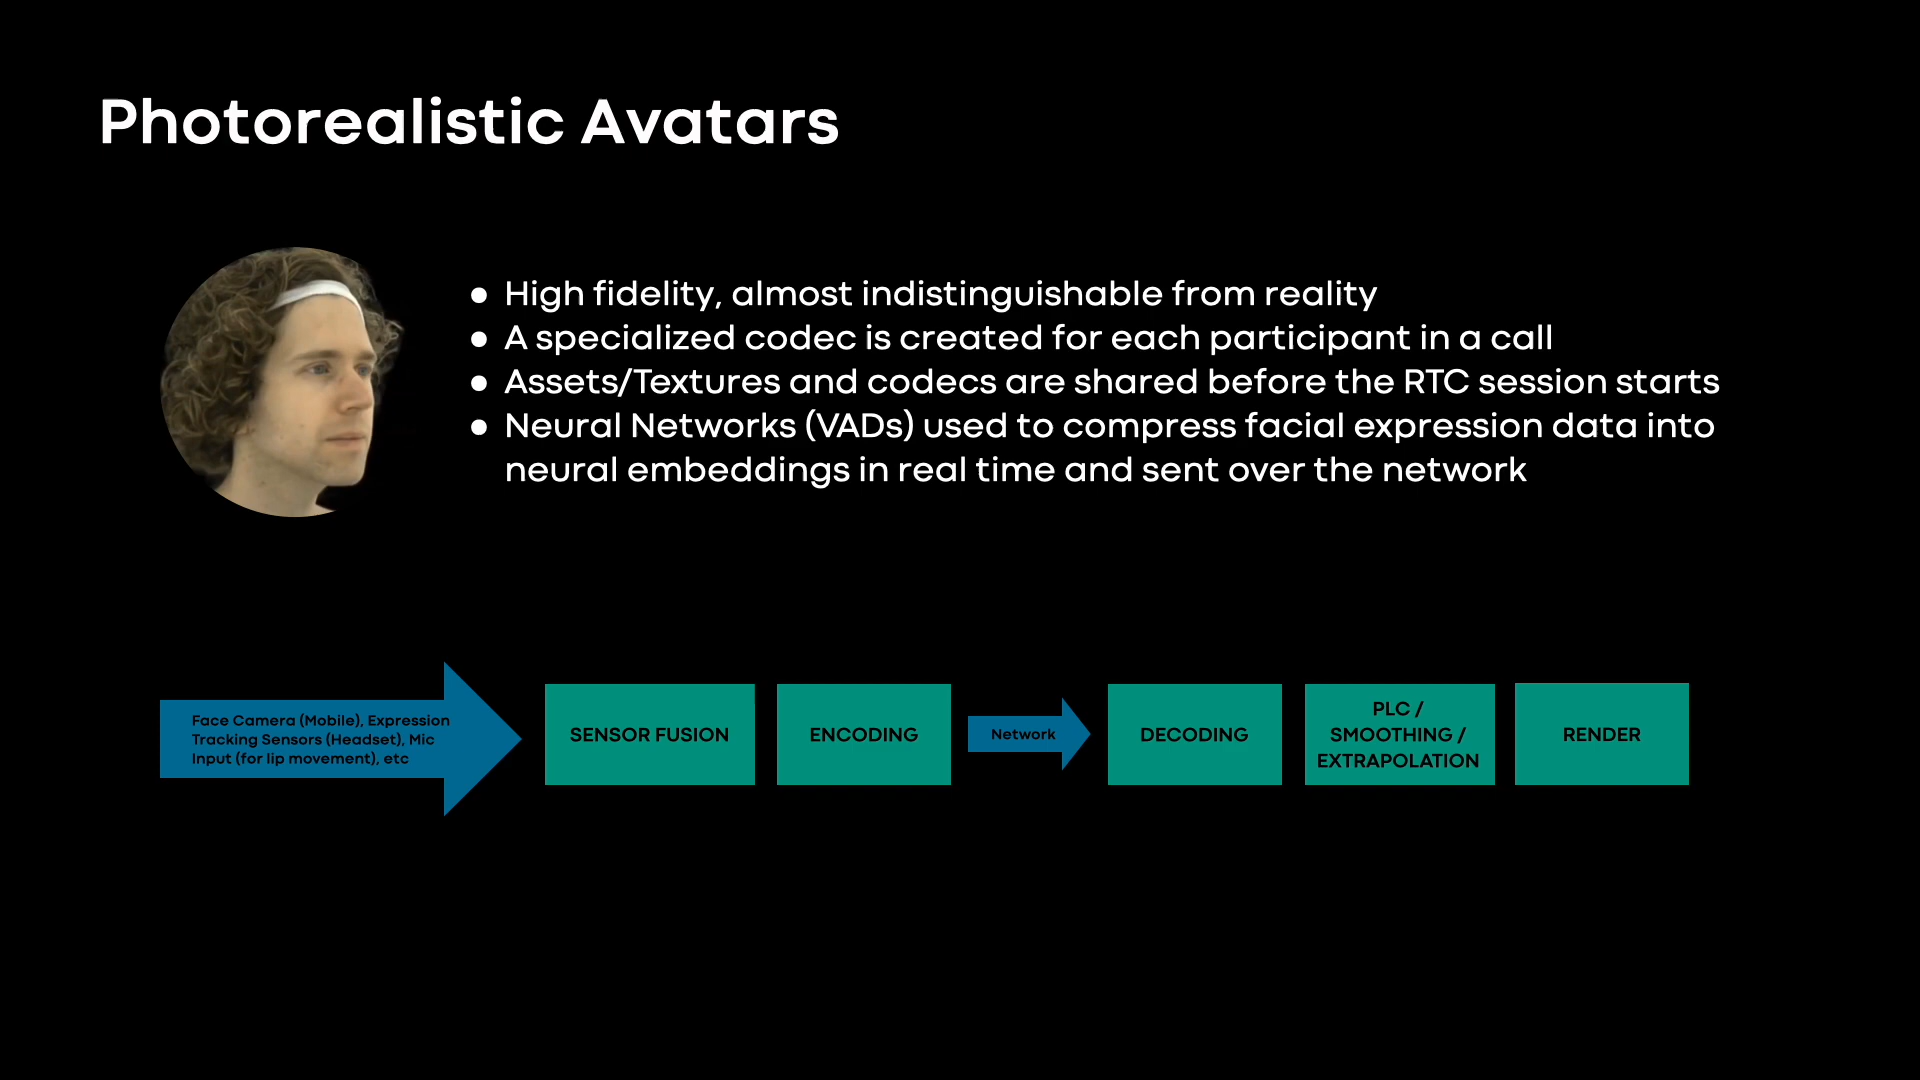 Photorealistic Avatars
● High fidelity, almost indistinguishable from reality
● A specialized codec is created for each participant in a call
● Assets/Textures and codecs are shared before the RTC session starts
● Neural Networks (VADs) used to compress facial expression data into
neural embeddings in real time and sent over the network
Face Camera (Mobile), Expression
Tracking Sensors (Headset), Mic
Input (for lip movement), etc
SENSOR FUSION
ENCODING
Network
DECODING
PLC /
SMOOTHING /
EXTRAPOLATION
RENDER